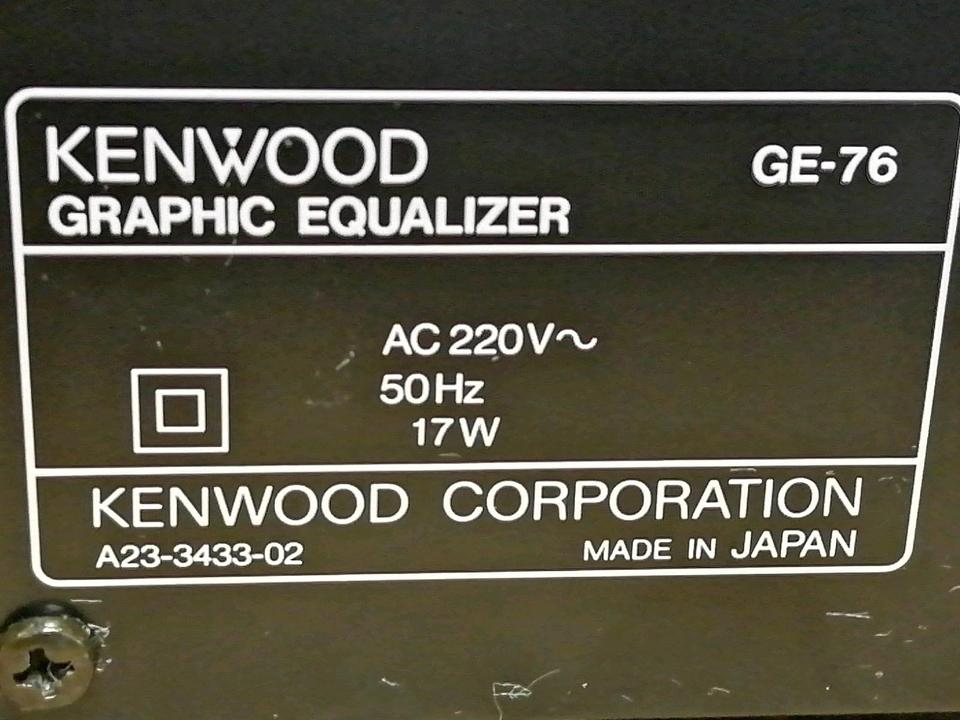 KENWOOD GE-76
GRAPHIC EQUALIZER
AC 220V~
50Hz
17W
KENWOOD CORPORATION
A23-3433-02 MADE IN JAPAN